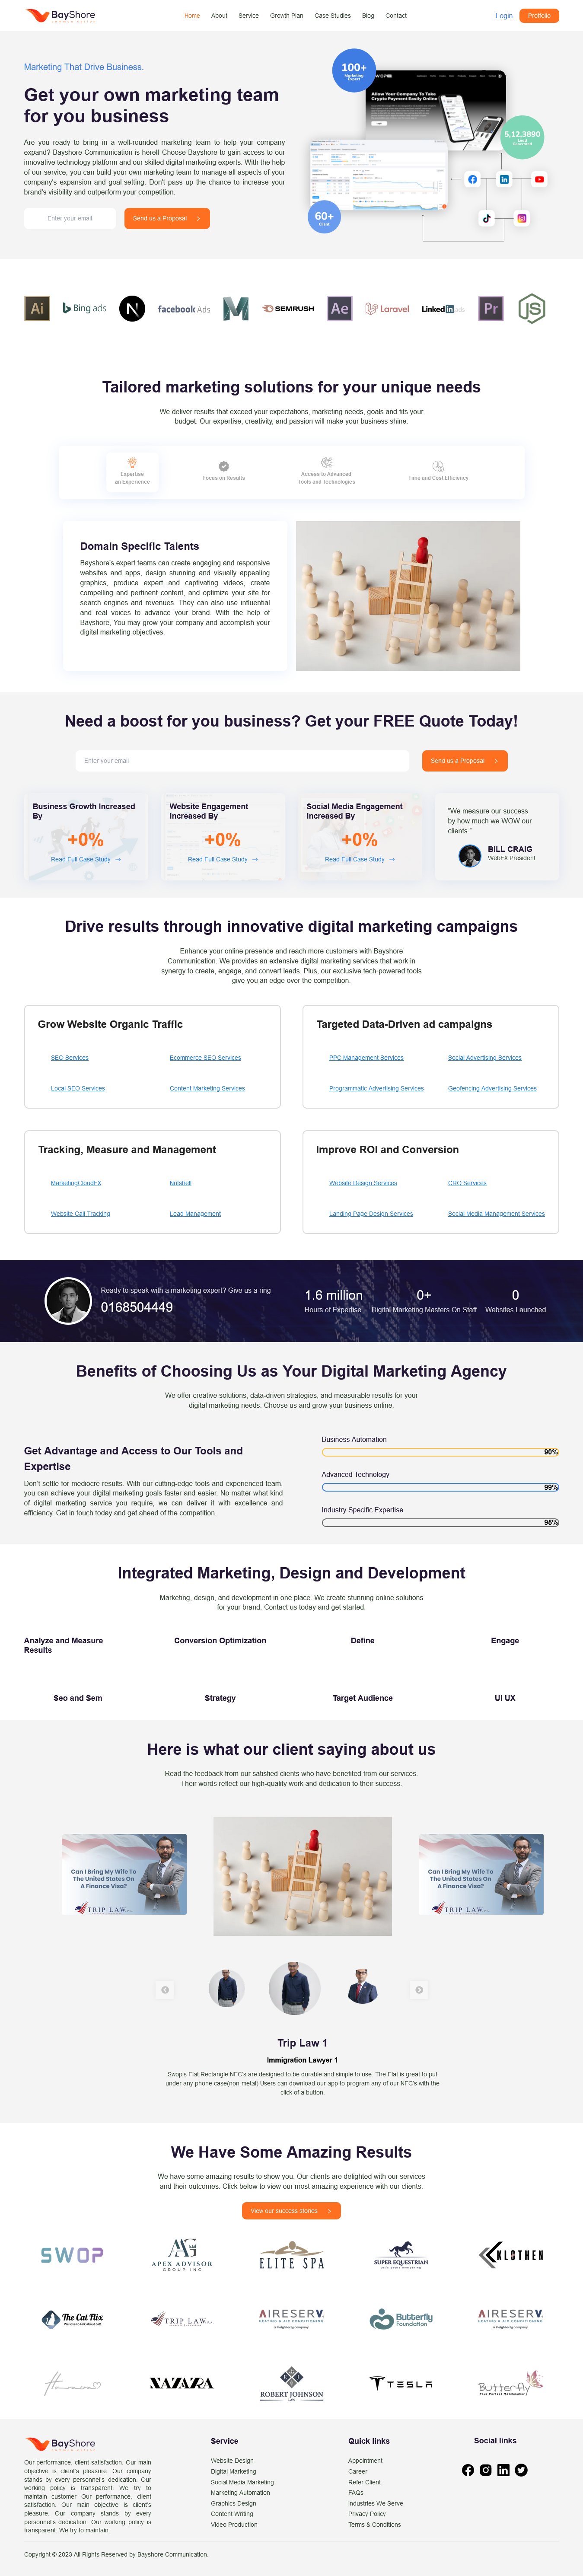 BayShore
COMMUNICATION
Home About Service Growth Plan Case Studies Blog Contact
Login
Protfolio
Marketing That Drive Business.
Get your own marketing team
for you business
Are you ready to bring in a well-rounded marketing team to help your company
expand? Bayshore Communication is here!! Choose Bayshore to gain access to our
innovative technology platform and our skilled digital marketing experts. With the help
of our service, you can build your own marketing team to manage all aspects of your
company's expansion and goal-setting. Don't pass up the chance to increase your
brand's visibility and outperform your competition.
Enter your email
Send us a Proposal
100+
Marketing
Expert
Allow Your Company To Take
Crypto Payment Easily Online
5,12,3890
Lead
Generated
60+
Client
Ai
Bing ads
N
facebook Ads
M
SEMRUSH
Ae
Laravel
Linked in ads
Pr
JS
Tailored marketing solutions for your unique needs
We deliver results that exceed your expectations, marketing needs, goals and fits your
budget. Our expertise, creativity, and passion will make your business shine.
Expertise
an Experience
Focus on Results
Access to Advanced
Tools and Technologies
Time and Cost Efficiency
Domain Specific Talents
Bayshore's expert teams can create engaging and responsive
websites and apps, design stunning and visually appealing
graphics, produce expert and captivating videos, create
compelling and pertinent content, and optimize your site for
search engines and revenues. They can also use influential
and real voices to advance your brand. With the help of
Bayshore, You may grow your company and accomplish your
digital marketing objectives.
Need a boost for you business? Get your FREE Quote Today!
Enter your email
Send us a Proposal
Business Growth Increased
By
+0%
Read Full Case Study
Website Engagement
Increased By
+0%
Read Full Case Study
Social Media Engagement
Increased By
+0%
Read Full Case Study
"We measure our success
by how much we WOW our
clients."
BILL CRAIG
WebFX President
Drive results through innovative digital marketing campaigns
Enhance your online presence and reach more customers with Bayshore
Communication. We provides an extensive digital marketing services that work in
synergy to create, engage, and convert leads. Plus, our exclusive tech-powered tools
give you an edge over the competition.
Grow Website Organic Traffic
SEO Services
Ecommerce SEO Services
Local SEO Services
Content Marketing Services
Targeted Data-Driven ad campaigns
PPC Management Services
Social Advertising Services
Programmatic Advertising Services
Geofencing Advertising Services
Tracking, Measure and Management
MarketingCloudFX
Nutshell
Website Call Tracking
Lead Management
Improve ROI and Conversion
Website Design Services
CRO Services
Landing Page Design Services
Social Media Management Services
Ready to speak with a marketing expert? Give us a ring
0168504449
1.6 million
Hours of Expertise
0+
Digital Marketing Masters On Staff
0
Websites Launched
Benefits of Choosing Us as Your Digital Marketing Agency
We offer creative solutions, data-driven strategies, and measurable results for your
digital marketing needs. Choose us and grow your business online.
Get Advantage and Access to Our Tools and
Expertise
Don't settle for mediocre results. With our cutting-edge tools and experienced team,
you can achieve your digital marketing goals faster and easier. No matter what kind
of digital marketing service you require, we can deliver it with excellence and
efficiency. Get in touch today and get ahead of the competition.
Business Automation
90%
Advanced Technology
99%
Industry Specific Expertise
95%
Integrated Marketing, Design and Development
Marketing, design, and development in one place. We create stunning online solutions
for your brand. Contact us today and get started.
Analyze and Measure
Results
Conversion Optimization
Define
Engage
Seo and Sem
Strategy
Target Audience
UI UX
Here is what our client saying about us
Read the feedback from our satisfied clients who have benefited from our services.
Their words reflect our high-quality work and dedication to their success.
Can I Bring My Wife To
The United States On
A Finance Visa?
TRIP LAW
Can I Bring My Wife To
The United States On
A Finance Visa?
TRIP LAW
Trip Law 1
Immigration Lawyer 1
Swop's Flat Rectangle NFC's are designed to be durable and simple to use. The Flat is great to put
under any phone case(non-metal) Users can download our app to program any of our NFC's with the
click of a button.
We Have Some Amazing Results
We have some amazing results to show you. Our clients are delighted with our services
and their outcomes. Click below to view our most amazing experience with our clients.
View our success stories
SWOP
APEX ADVISOR
GROUP INC
ELITE SPA
SUPER EQUESTRIAN
KLOTHEN
The Cat Flix
We love to talk about cat!
TRIP LAW
AIRESERV.
HEATING & AIR CONDITIONING
a neighborly company
Butterfly
Foundation
AIRESERV.
HEATING & AIR CONDITIONING
a neighborly company
NAZARA
ROBERT JOHNSON
LAW
TESLA
Butterfly
BayShore
COMMUNICATION
Our performance, client satisfaction. Our main
objective is client's pleasure. Our company
stands by every personnel's dedication. Our
working policy is transparent. We try to
maintain customer Our performance, client
satisfaction. Our main objective is client's
pleasure. Our company stands by every
personnel's dedication. Our working policy is
transparent. We try to maintain
Service
Website Design
Digital Marketing
Social Media Marketing
Marketing Automation
Graphics Design
Content Writing
Video Production
Quick links
Appointment
Career
Refer Client
FAQs
Industries We Serve
Privacy Policy
Terms & Conditions
Social links
Copyright © 2023 All Rights Reserved by Bayshore Communication.